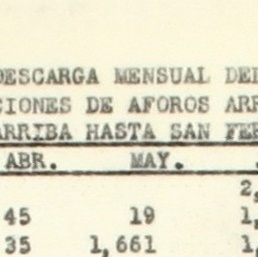 DESCARGA MENSUAL DE
CIONES DE AFOROS ARR
ARRIBA HASTA SAN FER
ABR. MAY.
2,
45 19 1,
35 1,661 1,